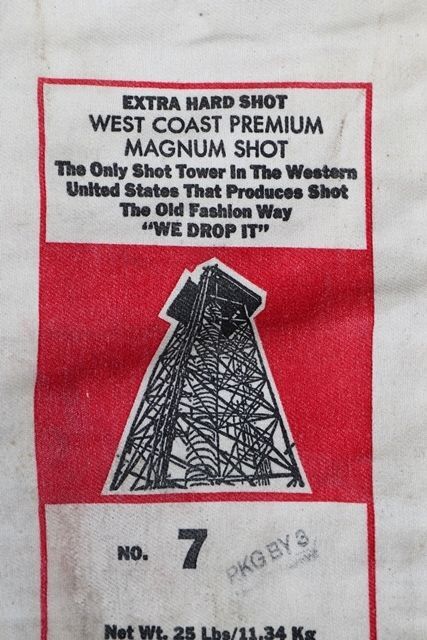 EXTRA HARD SHOT
WEST COAST PREMIUM
MAGNUM SHOT
The Only Shot Tower In The Western
United States That Produces Shot
The Old Fashion Way
“WE DROP IT”
NO. 7
PKG BY 3
Net Wt. 25 Lbs/11.34 Kg